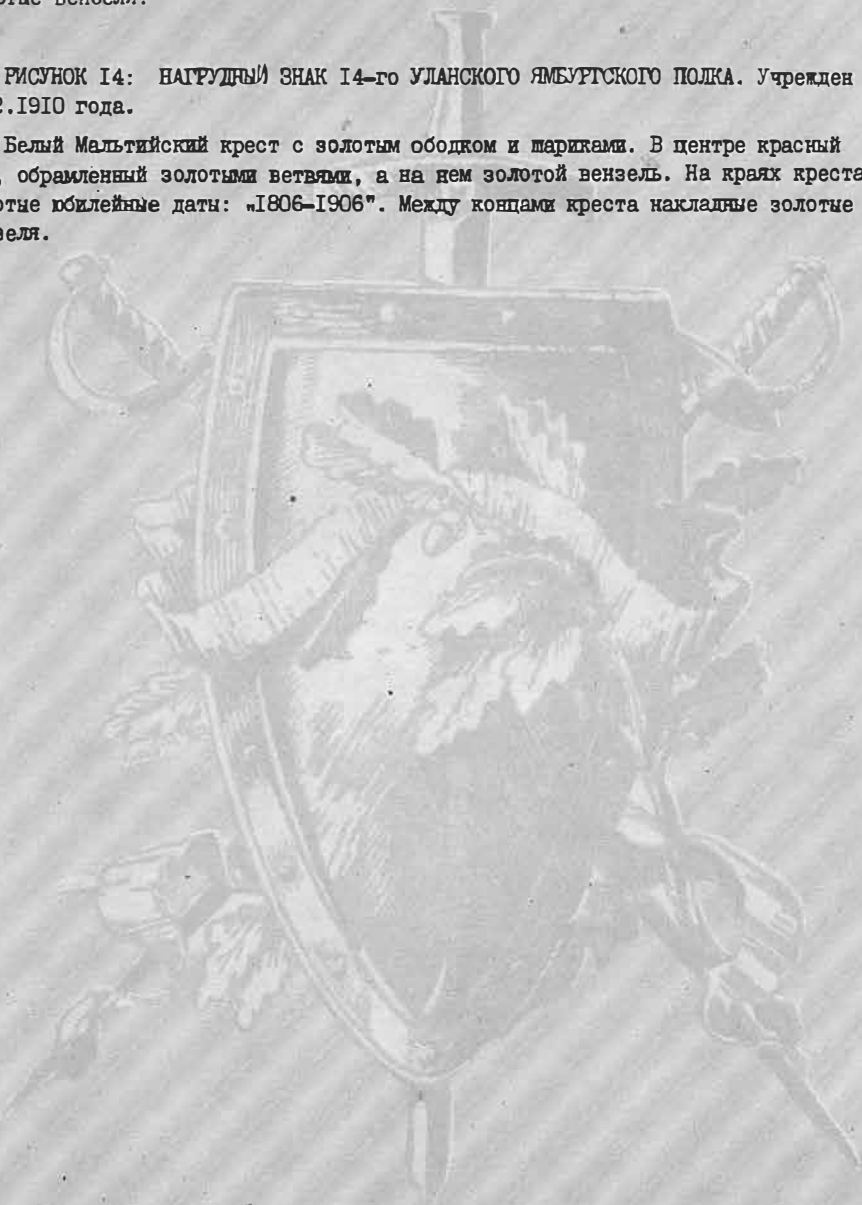 вензеля.
РИСУНОК I4: НАГРУДНЫЙ ЗНАК I4-го УЛАНСКОГО ЯМБУРГСКОГО ПОЛКА. Учрежден
2.I9I0 года.
Белый Мальтийский крест с золотым ободком и шариками. В центре красный
, обрамленный золотыми ветвями, а на нем золотой вензель. На краях креста
отые юбилейные даты: „I806–I906". Между концами креста накладные золотые
зеля.